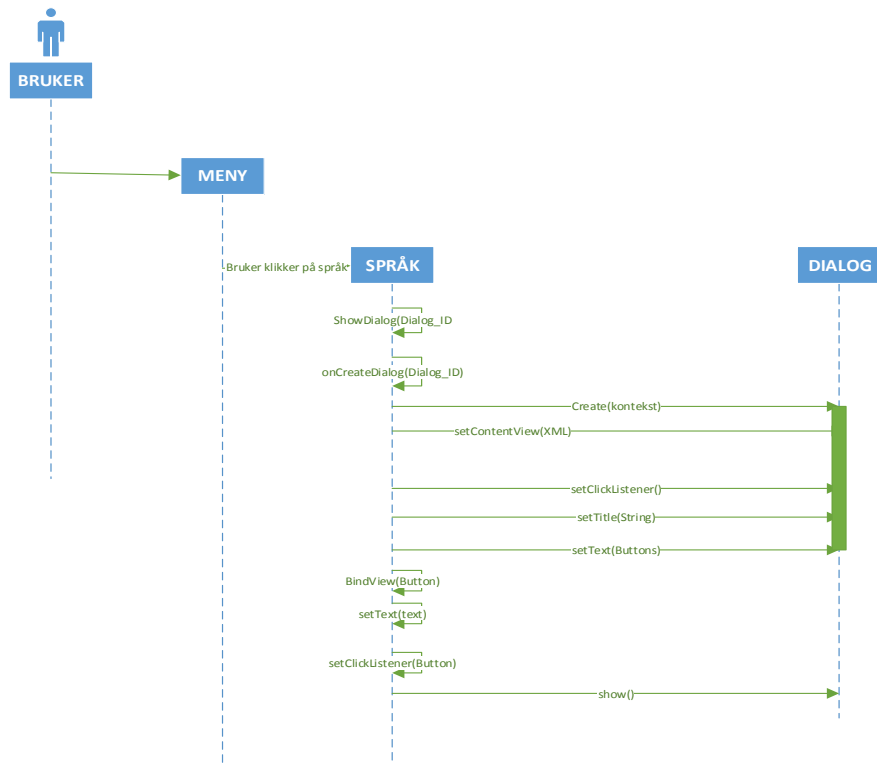 BRUKER
MENY
Bruker klikker på språk
SPRÅK
DIALOG
ShowDialog(Dialog_ID
onCreateDialog(Dialog_ID)
Create(kontekst)
setContentView(XML)
setClickListener()
setTitle(String)
setText(Buttons)
BindView(Button)
setText(text)
setClickListener(Button)
show()